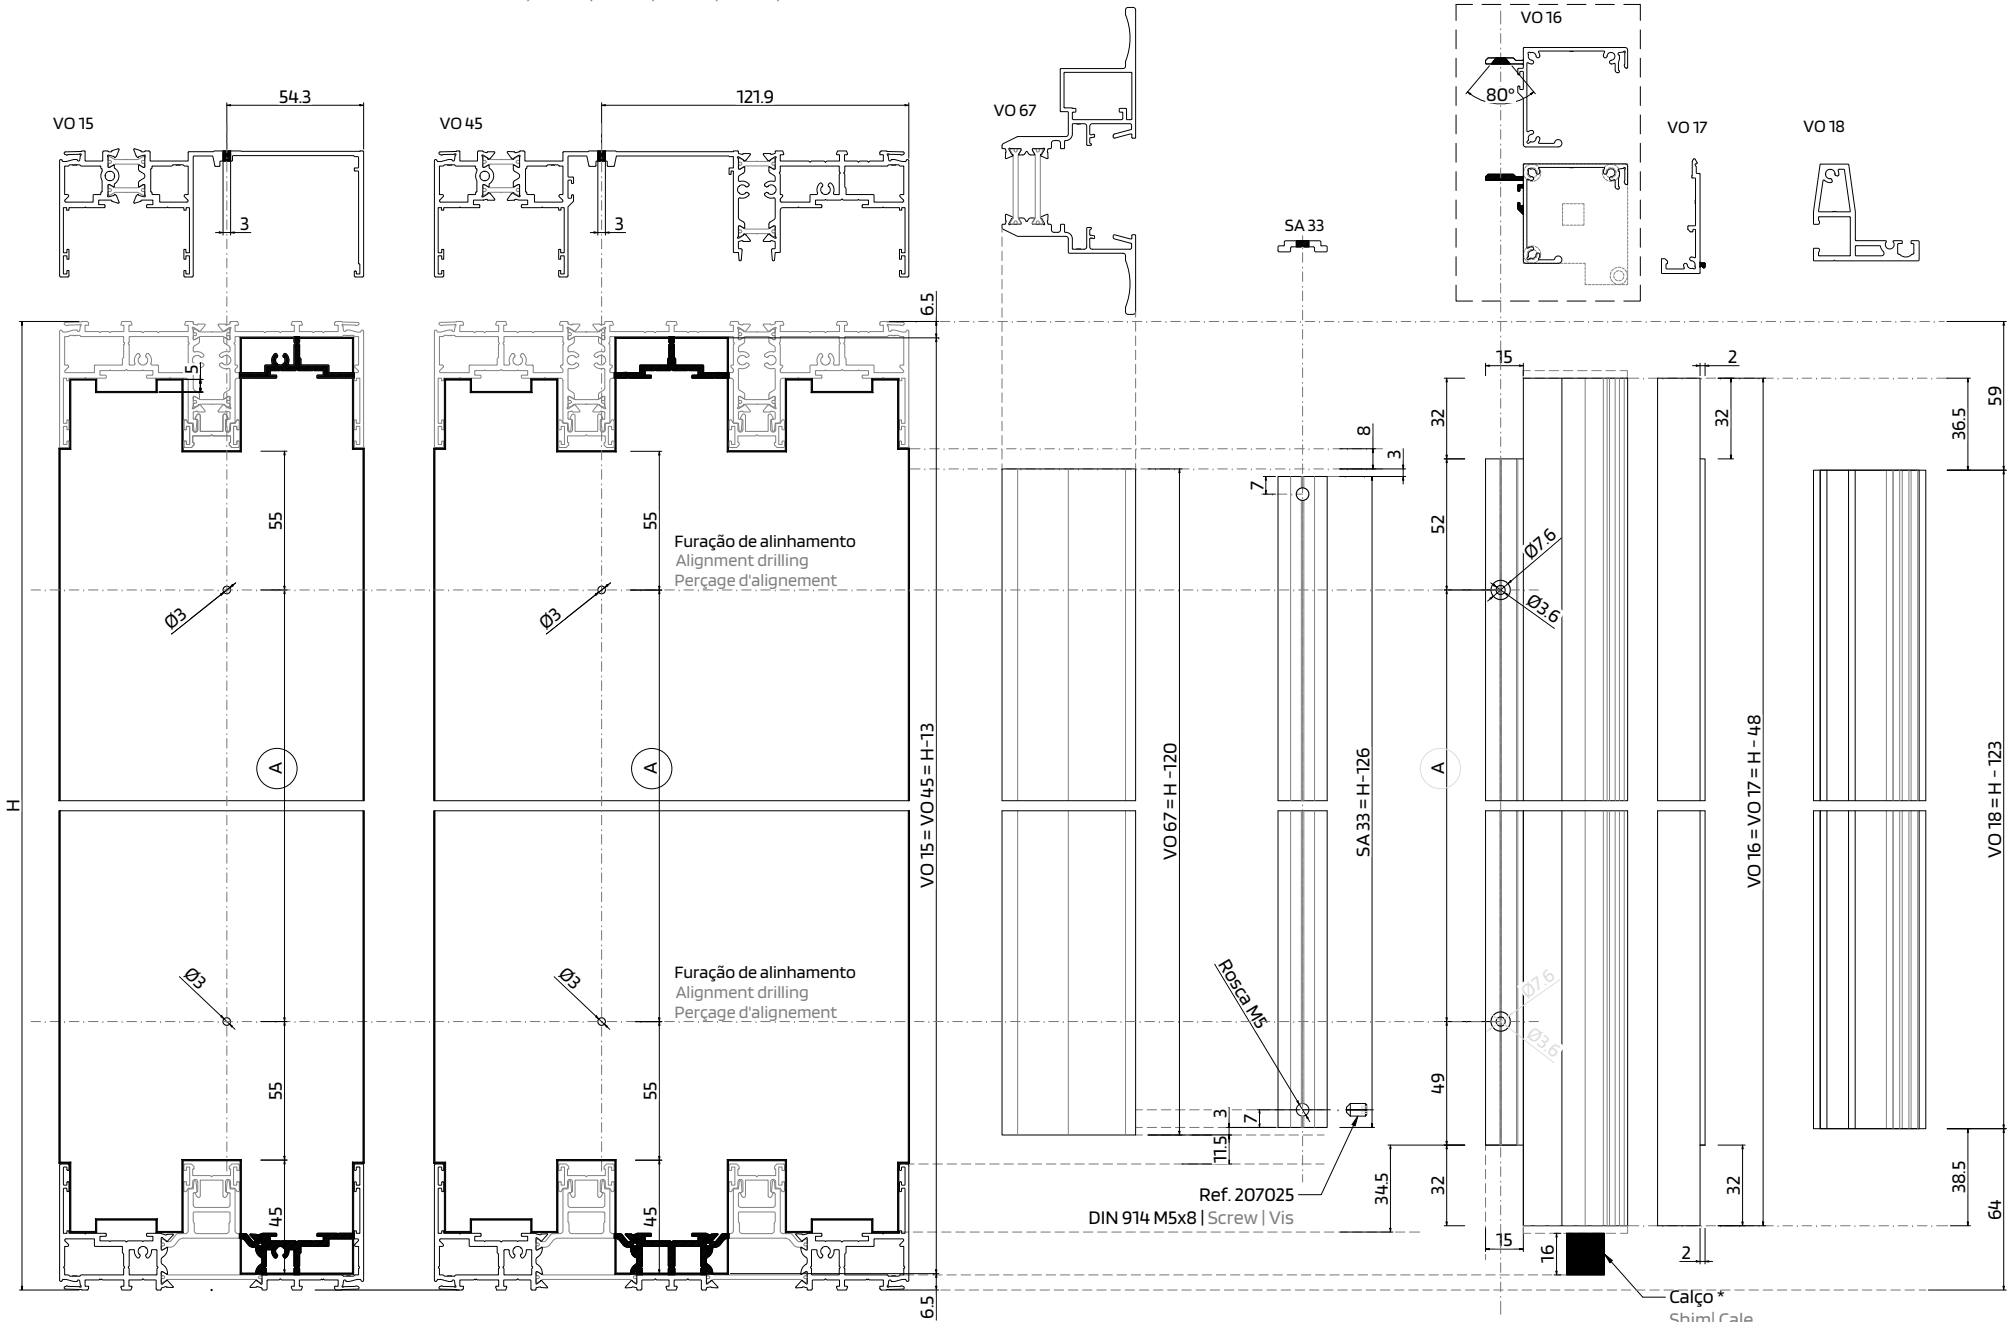 VO 16
54.3
121.9
VO 15
VO 45
VO 67
80°
VO 17
VO 18
3
3
SA 33
6.5
15
2
5
32
32
36.5
59
8
3
7
55
55
52
Furação de alinhamento
Alignment drilling
Perçage d'alignement
Ø7.6
Ø3.6
Ø3
Ø3
H
A
A
A
VO 15 = VO 45 = H-13
VO 67 = H -120
SA 33 = H-126
VO 16 = VO 17 = H - 48
VO 18 = H - 123
Furação de alinhamento
Alignment drilling
Perçage d'alignement
Ø3
Ø3
Rosca M5
Ø7.6
Ø3.6
55
55
49
3
7
11.5
45
45
Ref. 207025
DIN 914 M5x8 | Screw | Vis
34.5
32
32
38.5
64
15
16
2
6.5
Calço *
Shim| Cale